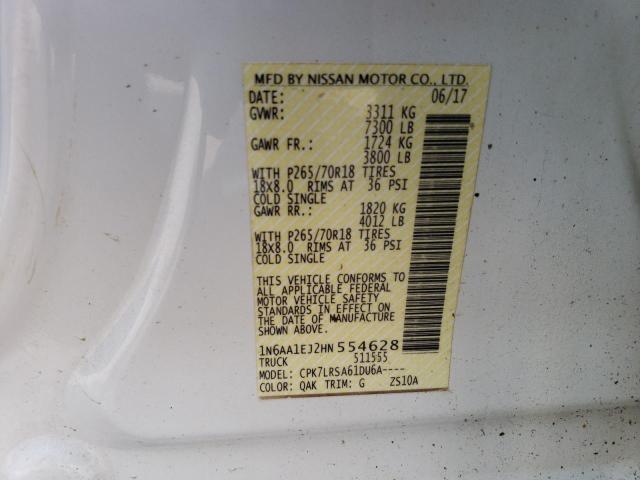 MFD BY NISSAN MOTOR CO., LTD.
DATE: 06/17
GVWR: 3311 KG
7300 LB
GAWR FR.: 1724 KG
3800 LB
WITH P265/70R18 TIRES
18X8.0 RIMS AT 36 PSI
COLD SINGLE
GAWR RR.: 1820 KG
4012 LB
WITH P265/70R18 TIRES
18X8.0 RIMS AT 36 PSI
COLD SINGLE
THIS VEHICLE CONFORMS TO
ALL APPLICABLE FEDERAL
MOTOR VEHICLE SAFETY
STANDARDS IN EFFECT ON
THE DATE OF MANUFACTURE
SHOWN ABOVE.
1N6AA1EJ2HN 554628
TRUCK 511555
MODEL: CPK7LRSA61DU6A----
COLOR: QAK TRIM: G ZS10A